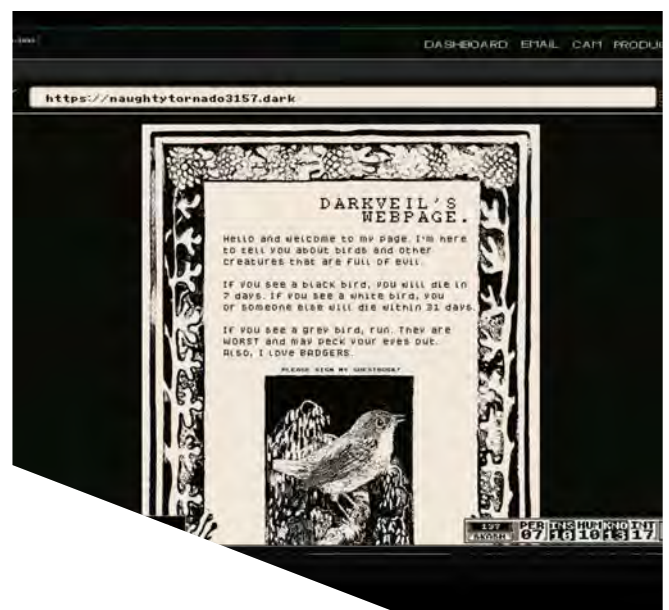 DASHBOARD EMAIL CAM
https://naughtytornado3157.dark
DARKVEIL'S
WEBPAGE.
Hello and welcome to my page. I'm here
to tell you about birds and other
creatures that are full of evil.
If you see a black bird, you will die in
7 days. If you see a white bird, you
or someone else will die within 31 days.
If you see a grey bird, run. They are
WORST and may peck your eyes out.
Also, I love BADGERS.
PLEASE SIGN MY GUESTBOOK!
137 PER INS HUM KNO INT
07 10 17